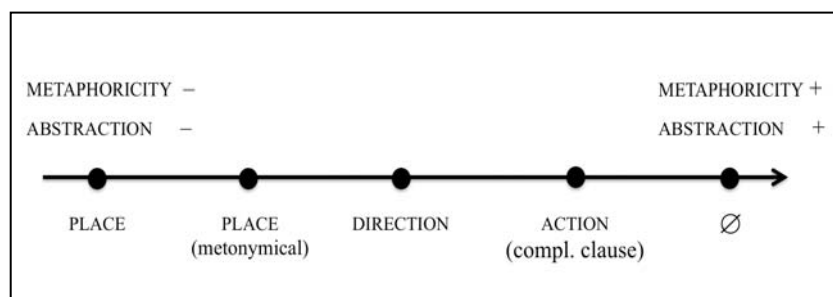 METAPHORICITY – METAPHORICITY +
ABSTRACTION – ABSTRACTION +
PLACE PLACE DIRECTION ACTION ∅
(metonymical) (compl. clause)